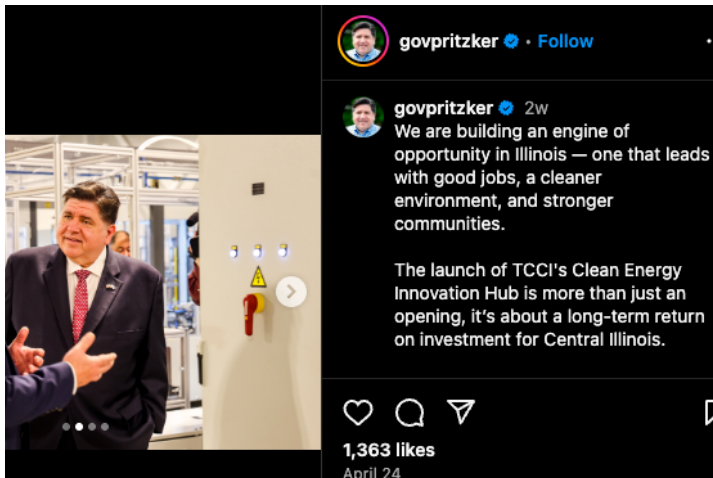 govpritzker • Follow
govpritzker 2w
We are building an engine of
opportunity in Illinois — one that leads
with good jobs, a cleaner
environment, and stronger
communities.
The launch of TCCI's Clean Energy
Innovation Hub is more than just an
opening, it's about a long-term return
on investment for Central Illinois.
1,363 likes
April 24